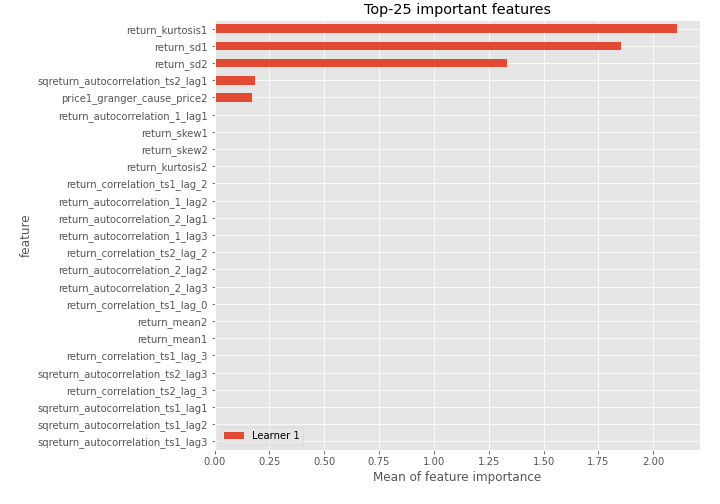 Top-25 important features
return_kurtosis1
return_sd1
return_sd2
sqreturn_autocorrelation_ts2_lag1
price1_granger_cause_price2
return_autocorrelation_1_lag1
return_skew1
return_skew2
return_kurtosis2
return_correlation_ts1_lag_2
return_autocorrelation_1_lag2
return_autocorrelation_2_lag1
return_autocorrelation_1_lag3
return_correlation_ts2_lag_2
return_autocorrelation_2_lag2
return_autocorrelation_2_lag3
return_correlation_ts1_lag_0
return_mean2
return_mean1
return_correlation_ts1_lag_3
sqreturn_autocorrelation_ts2_lag3
return_correlation_ts2_lag_3
sqreturn_autocorrelation_ts1_lag1
sqreturn_autocorrelation_ts1_lag2
sqreturn_autocorrelation_ts1_lag3
feature
Learner 1
0.00 0.25 0.50 0.75 1.00 1.25 1.50 1.75 2.00
Mean of feature importance